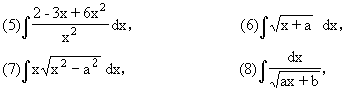 (5)∫ (2 - 3x + 6x²)/x² dx, (6)∫ √(x + a) dx,
(7)∫ x√(x² − a²) dx, (8)∫ dx/√(ax + b),